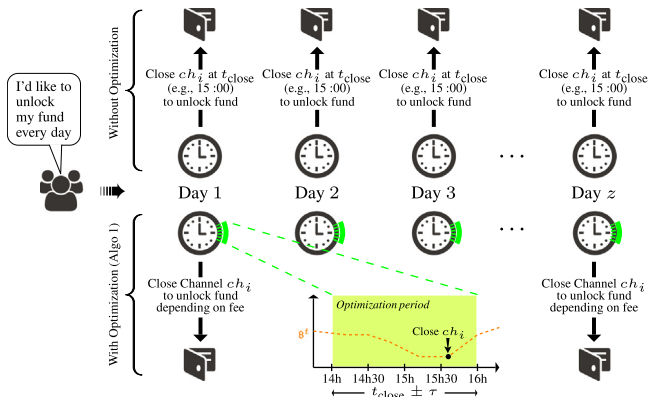 Without Optimization
Close ch_i at t_close
(e.g., 15 :00)
to unlock fund
Close ch_i at t_close
(e.g., 15 :00)
to unlock fund
Close ch_i at t_close
(e.g., 15 :00)
to unlock fund
Close ch_i at t_close
(e.g., 15 :00)
to unlock fund
I'd like to
unlock
my fund
every day
...
Day 1
Day 2
Day 3
Day z
With Optimization (Algo 1)
...
Close Channel ch_i
to unlock fund
depending on fee
Close Channel ch_i
to unlock fund
depending on fee
Optimization period
Close ch_i
14h
14h30
15h
15h30
16h
t_close ± τ